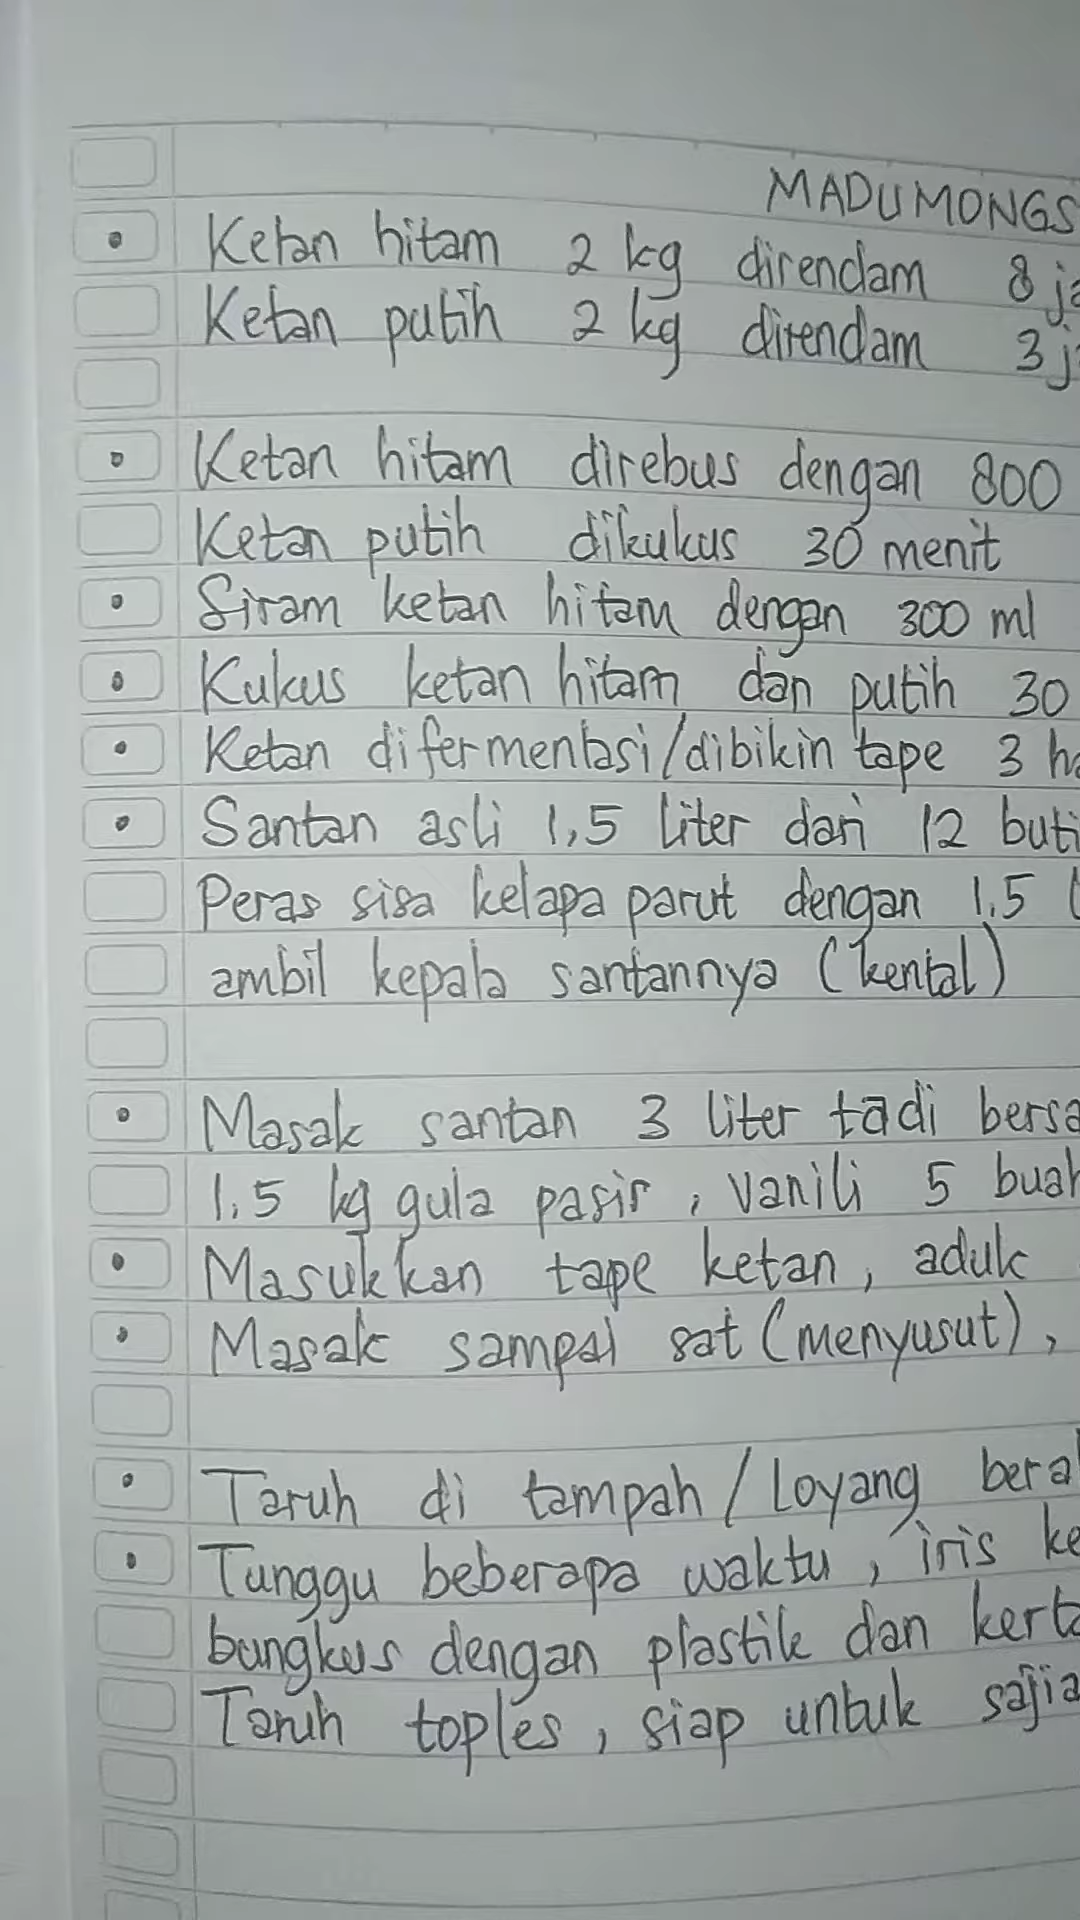 MADUMONGS
Ketan hitam 2 kg direndam 8 ja
Ketan putih 2 kg direndam 3 j
Ketan hitam direbus dengan 800
Ketan putih dikukus 30 menit
Siram ketan hitam dengan 300 ml
Kukus ketan hitam dan putih 30
Ketan difermentasi/dibikin tape 3 ha
Santan asli 1,5 liter dari 12 buti
Peras sisa kelapa parut dengan 1.5 l
ambil kepala santannya (kental)
Masak santan 3 liter tadi bersa
1,5 kg gula pasir, vanili 5 buah
Masukkan tape ketan, aduk
Masak sampai sat (menyusut),
Taruh di tampah/Loyang beral
Tunggu beberapa waktu, iris ke
bungkus dengan plastik dan kerta
Taruh toples, siap untuk sajia